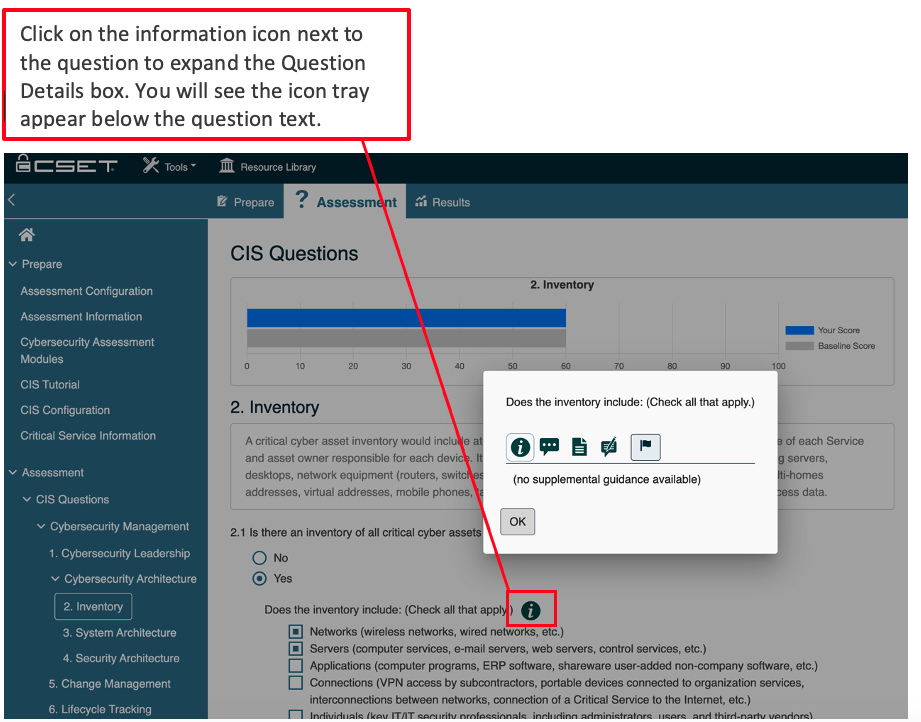 Click on the information icon next to
the question to expand the Question
Details box. You will see the icon tray
appear below the question text.
CSET
Tools
Resource Library
Prepare
? Assessment
Results
Prepare
Assessment Configuration
Assessment Information
Cybersecurity Assessment
Modules
CIS Tutorial
CIS Configuration
Critical Service Information
Assessment
CIS Questions
Cybersecurity Management
1. Cybersecurity Leadership
Cybersecurity Architecture
2. Inventory
3. System Architecture
4. Security Architecture
5. Change Management
6. Lifecycle Tracking
CIS Questions
2. Inventory
0 10 20 30 40 50 60 70 80 90 100
Your Score
Baseline Score
2. Inventory
A critical cyber asset inventory would include at
e of each Service
and asset owner responsible for each device. It
g servers,
desktops, network equipment (routers, switches
lti-homes
addresses, virtual addresses, mobile phones,
cess data.
2.1 Is there an inventory of all critical cyber assets
No
Yes
Does the inventory include: (Check all that apply.)
Networks (wireless networks, wired networks, etc.)
Servers (computer services, e-mail servers, web servers, control services, etc.)
Applications (computer programs, ERP software, shareware user-added non-company software, etc.)
Connections (VPN access by subcontractors, portable devices connected to organization services,
interconnections between networks, connection of a Critical Service to the Internet, etc.)
Individuals (key IT/IT security professionals, including administrators, users, and third-party vendors)
Does the inventory include: (Check all that apply.)
(no supplemental guidance available)
OK